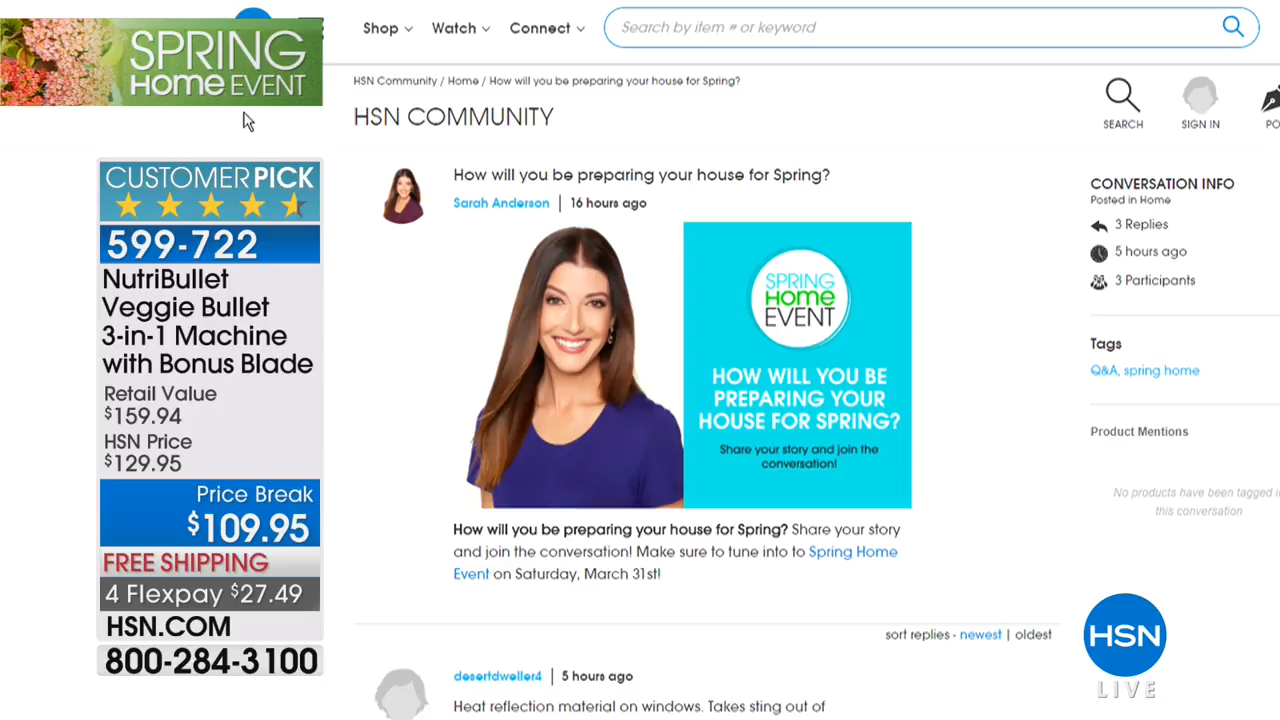 SPRING
Home EVENT
Shop
Watch
Connect
Search by item # or keyword
HSN Community / Home / How will you be preparing your house for Spring?
HSN COMMUNITY
SEARCH
SIGN IN
CUSTOMER PICK
599-722
NutriBullet
Veggie Bullet
3-in-1 Machine
with Bonus Blade
Retail Value
$159.94
HSN Price
$129.95
Price Break
$109.95
FREE SHIPPING
4 Flexpay $27.49
HSN.COM
800-284-3100
How will you be preparing your house for Spring?
Sarah Anderson | 16 hours ago
SPRING
Home
EVENT
HOW WILL YOU BE
PREPARING YOUR
HOUSE FOR SPRING?
Share your story and join the
conversation!
How will you be preparing your house for Spring? Share your story
and join the conversation! Make sure to tune into to Spring Home
Event on Saturday, March 31st!
sort replies - newest | oldest
desertdweller4 | 5 hours ago
Heat reflection material on windows. Takes sting out of
CONVERSATION INFO
Posted in Home
3 Replies
5 hours ago
3 Participants
Tags
Q&A, spring home
Product Mentions
No products have been tagged i
this conversation
HSN
LIVE